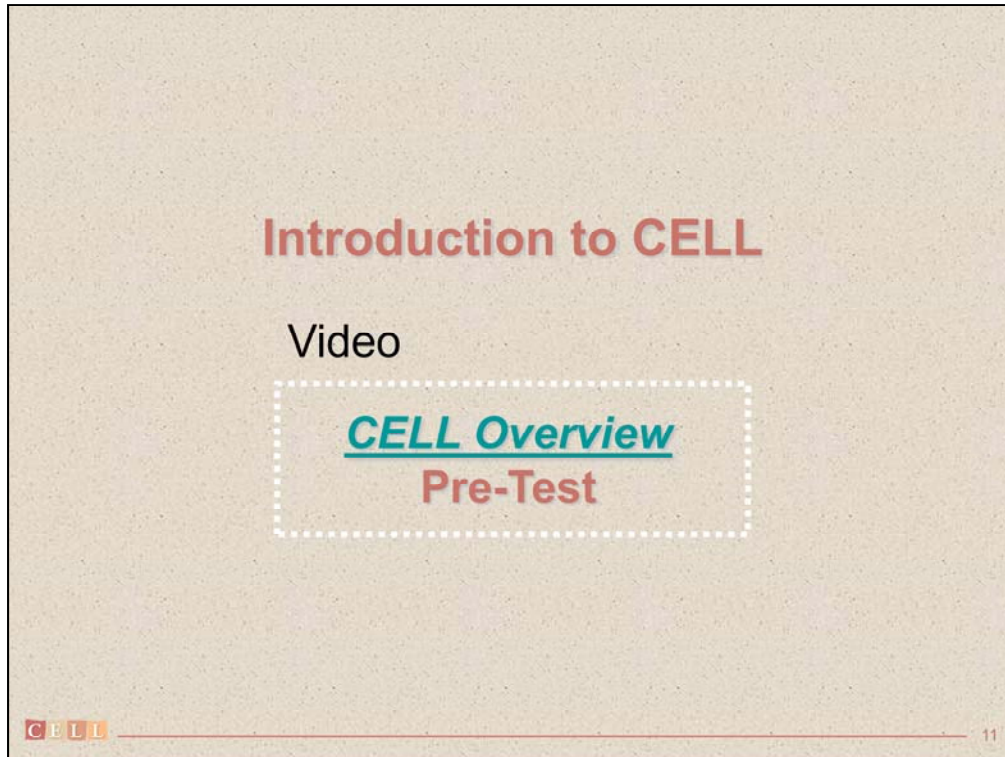 Introduction to CELL
Video
CELL Overview
Pre-Test
CELL
11